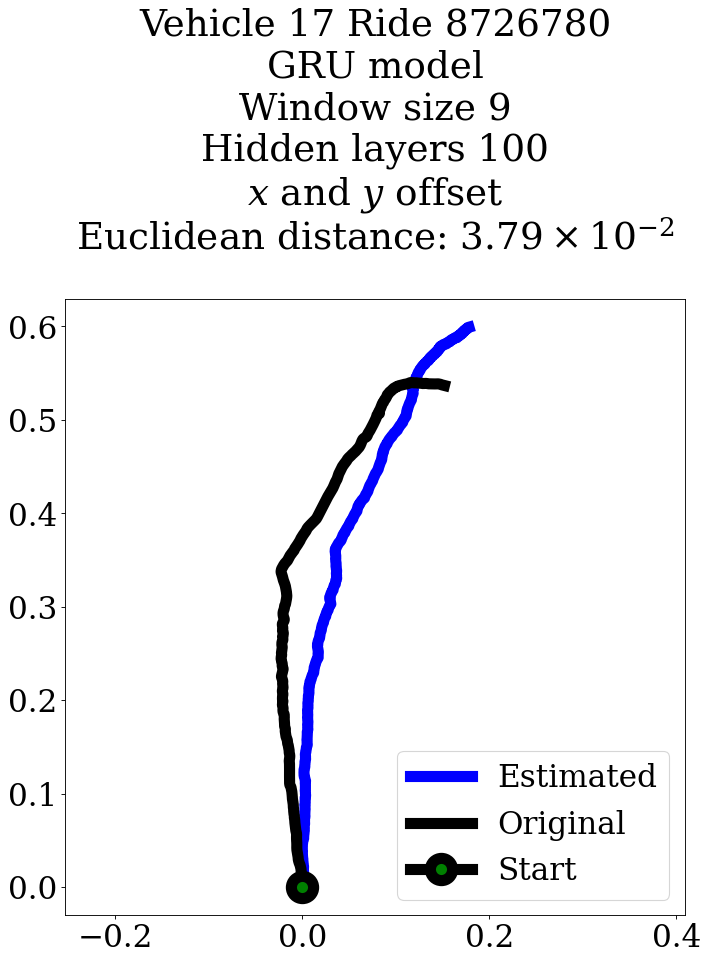 Vehicle 17 Ride 8726780
GRU model
Window size 9
Hidden layers 100
x and y offset
Euclidean distance: 3.79 × 10⁻²
0.6
0.5
0.4
0.3
0.2
0.1
0.0
Estimated
Original
Start
−0.2
0.0
0.2
0.4